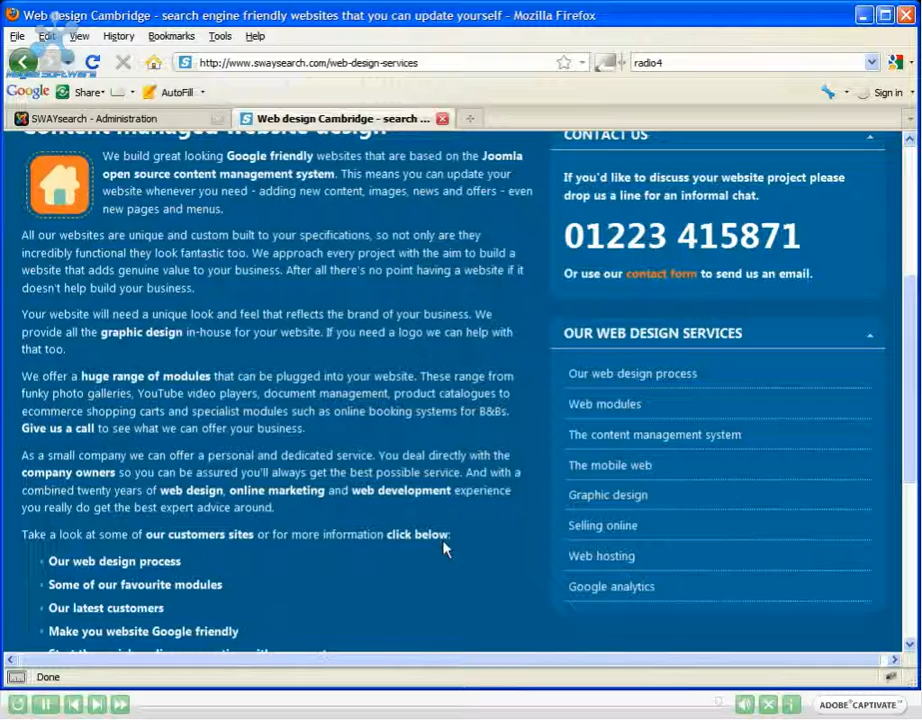 Web design Cambridge - search engine friendly websites that you can update yourself - Mozilla Firefox
File Edit View History Bookmarks Tools Help
http://www.swaysearch.com/web-design-services
radio4
Google Share AutoFill Sign in
SWAYsearch - Administration
Web design Cambridge - search ...
Content managed website design
We build great looking Google friendly websites that are based on the Joomla
open source content management system. This means you can update your
website whenever you need - adding new content, images, news and offers - even
new pages and menus.
All our websites are unique and custom built to your specifications, so not only are they
incredibly functional they look fantastic too. We approach every project with the aim to build a
website that adds genuine value to your business. After all there's no point having a website if it
doesn't help build your business.
Your website will need a unique look and feel that reflects the brand of your business. We
provide all the graphic design in-house for your website. If you need a logo we can help with
that too.
We offer a huge range of modules that can be plugged into your website. These range from
funky photo galleries, YouTube video players, document management, product catalogues to
ecommerce shopping carts and specialist modules such as online booking systems for B&Bs.
Give us a call to see what we can offer your business.
As a small company we can offer a personal and dedicated service. You deal directly with the
company owners so you can be assured you'll always get the best possible service. And with a
combined twenty years of web design, online marketing and web development experience
you really do get the best expert advice around.
Take a look at some of our customers sites or for more information click below:
Our web design process
Some of our favourite modules
Our latest customers
Make you website Google friendly
CONTACT US
If you'd like to discuss your website project please
drop us a line for an informal chat.
01223 415871
Or use our contact form to send us an email.
OUR WEB DESIGN SERVICES
Our web design process
Web modules
The content management system
The mobile web
Graphic design
Selling online
Web hosting
Google analytics
Done
ADOBE® CAPTIVATE™